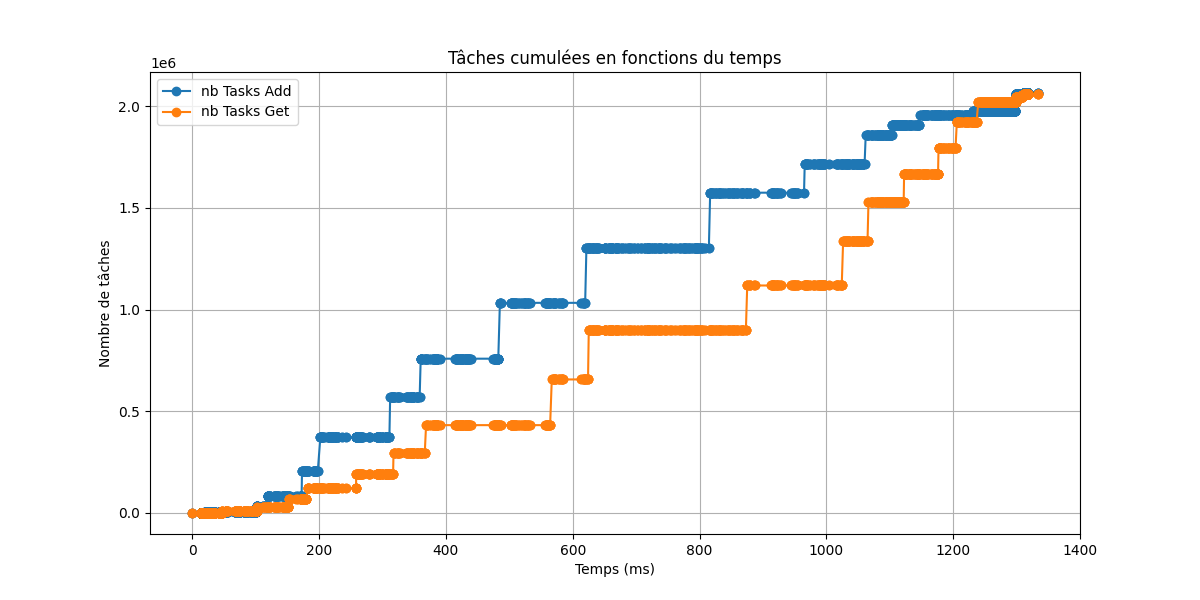 Tâches cumulées en fonctions du temps
1e6
nb Tasks Add
nb Tasks Get
2.0
1.5
1.0
0.5
0.0
Nombre de tâches
0 200 400 600 800 1000 1200 1400
Temps (ms)